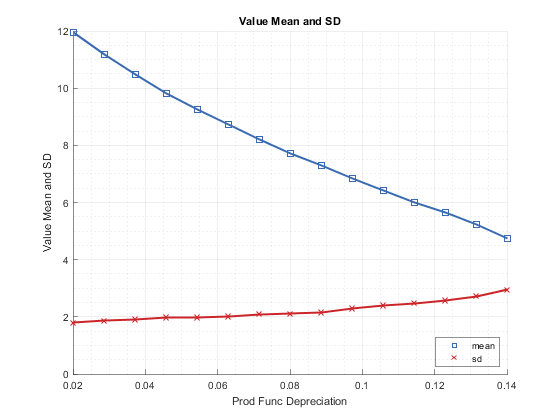 Value Mean and SD
Value Mean and SD
12
10
8
6
4
2
0
0.02 0.04 0.06 0.08 0.1 0.12 0.14
Prod Func Depreciation
mean
sd